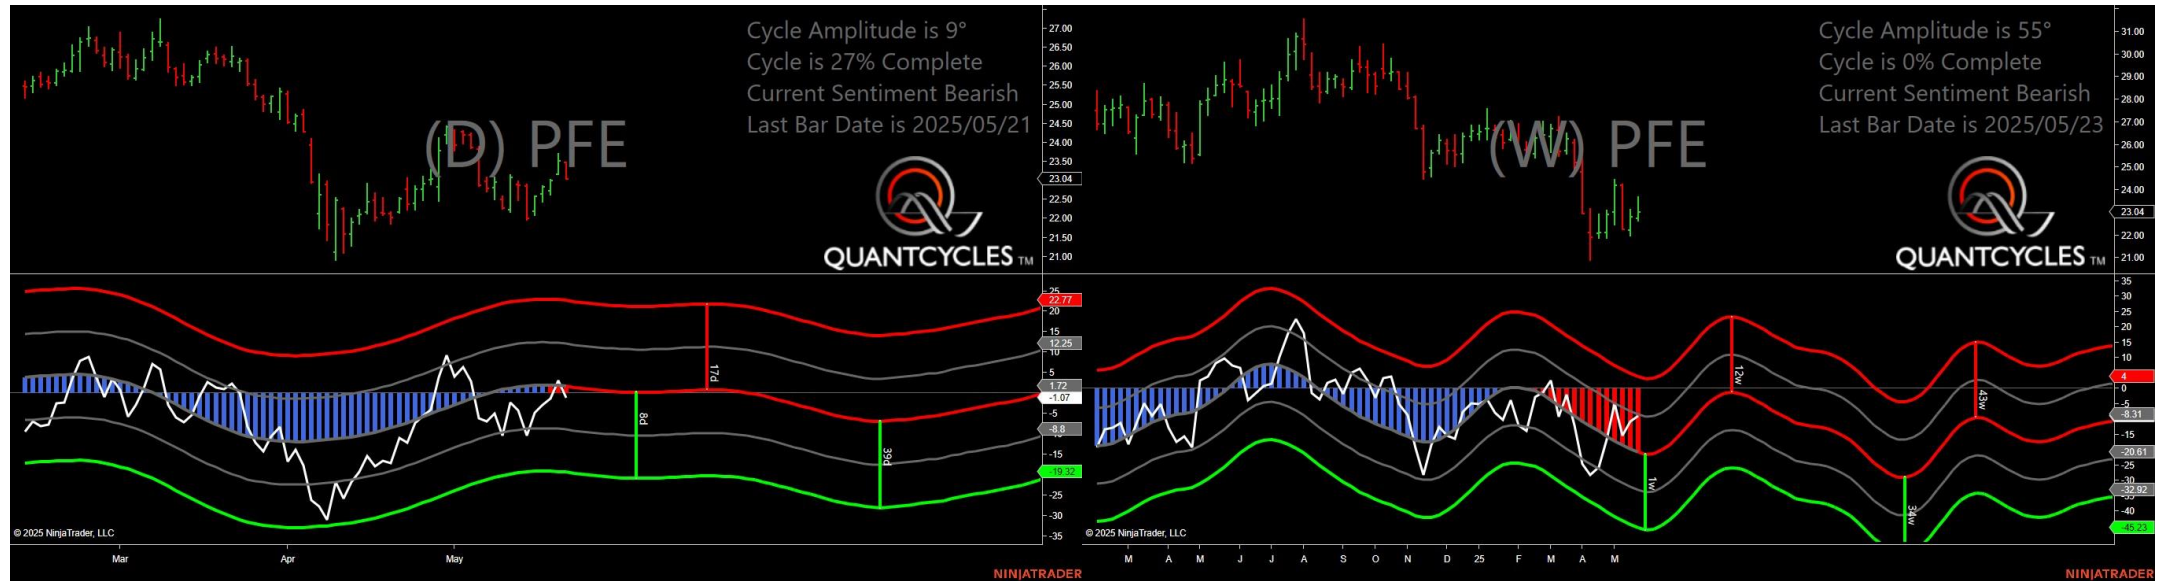 Cycle Amplitude is 9°
Cycle is 27% Complete
Current Sentiment Bearish
Last Bar Date is 2025/05/21
(D) PFE
QUANTCYCLES TM
27.00
26.50
26.00
25.50
25.00
24.50
24.00
23.50
23.04
22.50
22.00
21.50
21.00
25
22.77
20
15
12.25
10
5
1.72
-1.07
-5
-8.8
-15
-19.32
-25
-30
-35
17d
8d
39d
© 2025 NinjaTrader, LLC
Mar Apr May
NINJATRADER
Cycle Amplitude is 55°
Cycle is 0% Complete
Current Sentiment Bearish
Last Bar Date is 2025/05/23
(W) PFE
QUANTCYCLES TM
31.00
30.00
29.00
28.00
27.00
26.00
25.00
24.00
23.04
22.00
21.00
35
30
25
20
15
10
4
0
-5
-8.31
-15
-20.61
-25
-30
-32.92
-35
-40
-45.23
12w
43w
1w
34w
© 2025 NinjaTrader, LLC
M A M J J A S O N D 25 F M A M
NINJATRADER